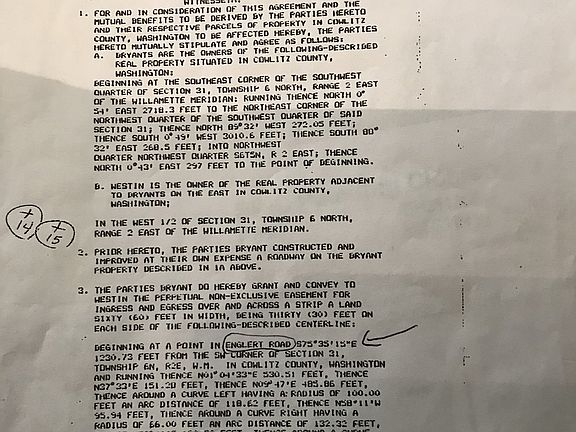 WITNESSETH:
1. FOR AND IN CONSIDERATION OF THIS AGREEMENT AND THE
MUTUAL BENEFITS TO BE DERIVED BY THE PARTIES HERETO
AND THEIR RESPECTIVE PARCELS OF PROPERTY IN COWLITZ
COUNTY, WASHINGTON TO BE AFFECTED HEREBY, THE PARTIES
HERETO MUTUALLY STIPULATE AND AGREE AS FOLLOWS:
A. BRYANTS ARE THE OWNERS OF THE FOLLOWING-DESCRIBED
REAL PROPERTY SITUATED IN COWLITZ COUNTY,
WASHINGTON:
BEGINNING AT THE SOUTHEAST CORNER OF THE SOUTHWEST
QUARTER OF SECTION 31, TOWNSHIP 6 NORTH, RANGE 2 EAST
OF THE WILLAMETTE MERIDIAN: RUNNING THENCE NORTH 0°
54' EAST 2718.3 FEET TO THE NORTHEAST CORNER OF THE
NORTHWEST QUARTER OF THE SOUTHWEST QUARTER OF SAID
SECTION 31; THENCE NORTH 89°32' WEST 272.05 FEET;
THENCE SOUTH 0°49' WEST 3010.6 FEET; THENCE SOUTH 88°
32' EAST 268.5 FEET; INTO NORTHWEST
QUARTER NORTHWEST QUARTER S6T5N, R 2 EAST; THENCE
NORTH 0°43' EAST 297 FEET TO THE POINT OF BEGINNING.
B. WESTIN IS THE OWNER OF THE REAL PROPERTY ADJACENT
TO BRYANTS ON THE EAST IN COWLITZ COUNTY,
WASHINGTON;
IN THE WEST 1/2 OF SECTION 31, TOWNSHIP 6 NORTH,
RANGE 2 EAST OF THE WILLAMETTE MERIDIAN.
+14 +15
2. PRIOR HERETO, THE PARTIES BRYANT CONSTRUCTED AND
IMPROVED AT THEIR OWN EXPENSE A ROADWAY ON THE BRYANT
PROPERTY DESCRIBED IN 1A ABOVE.
3. THE PARTIES BRYANT DO HEREBY GRANT AND CONVEY TO
WESTIN THE PERPETUAL NON-EXCLUSIVE EASEMENT FOR
INGRESS AND EGRESS OVER AND ACROSS A STRIP A LAND
SIXTY (60) FEET IN WIDTH, BEING THIRTY (30) FEET ON
EACH SIDE OF THE FOLLOWING-DESCRIBED CENTERLINE:
BEGINNING AT A POINT IN ENGLERT ROAD S75°35'15"E
1230.73 FEET FROM THE SW CORNER OF SECTION 31,
TOWNSHIP 6N, R2E, W.M. IN COWLITZ COUNTY, WASHINGTON
AND RUNNING THENCE N01°04'33"E 530.51 FEET, THENCE
N37°33'E 151.20 FEET, THENCE N09°47'E 485.86 FEET,
THENCE AROUND A CURVE LEFT HAVING A RADIUS OF 100.00
FEET AN ARC DISTANCE OF 118.62 FEET, THENCE N58°11'W
95.94 FEET, THENCE AROUND A CURVE RIGHT HAVING A
RADIUS OF 66.00 FEET AN ARC DISTANCE OF 132.32 FEET,